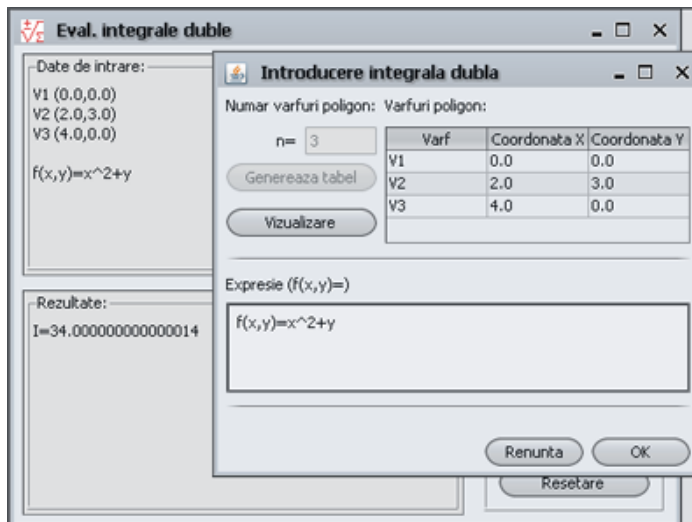 Eval. integrale duble
Date de intrare:
V1 (0.0,0.0)
V2 (2.0,3.0)
V3 (4.0,0.0)
f(x,y)=x^2+y
Rezultate:
I=34.000000000000014
Resetare
Introducere integrala dubla
Numar varfuri poligon: Varfuri poligon:
n= 3
Genereaza tabel
Vizualizare
Varf Coordonata X Coordonata Y
V1 0.0 0.0
V2 2.0 3.0
V3 4.0 0.0
Expresie (f(x,y)=)
f(x,y)=x^2+y
Renunta OK